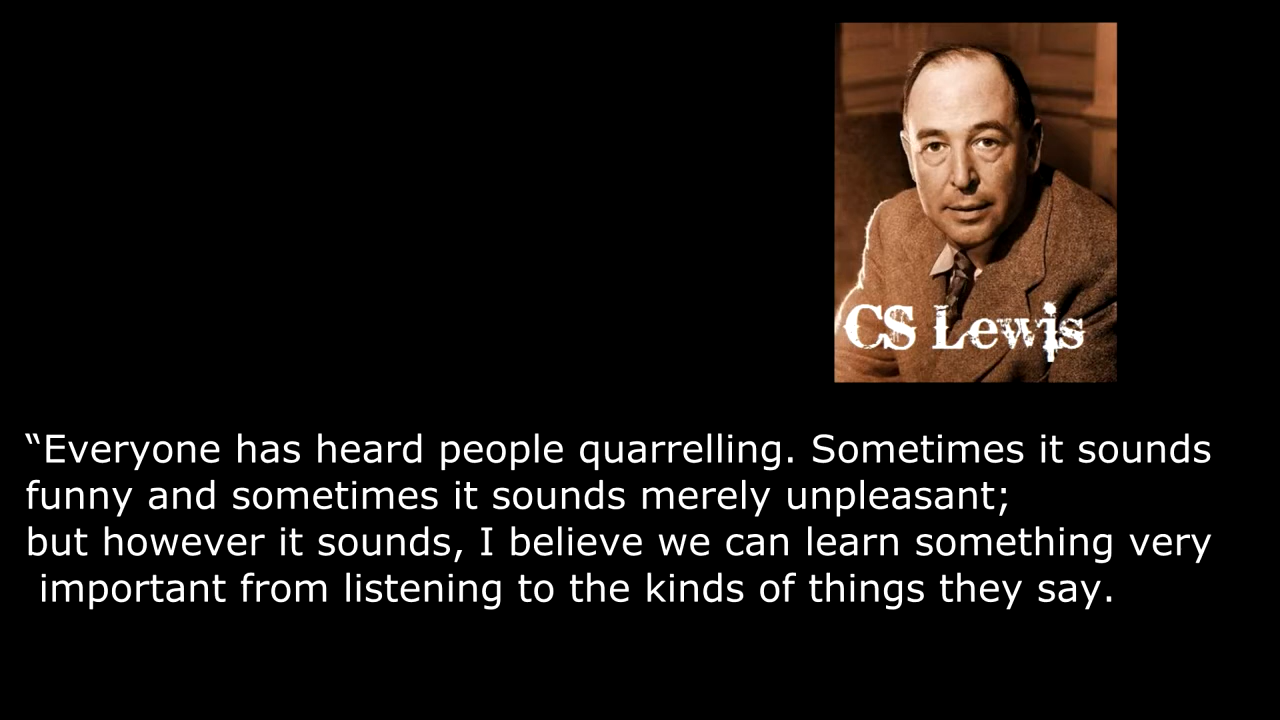 CS Lewis
“Everyone has heard people quarrelling. Sometimes it sounds
funny and sometimes it sounds merely unpleasant;
but however it sounds, I believe we can learn something very
important from listening to the kinds of things they say.